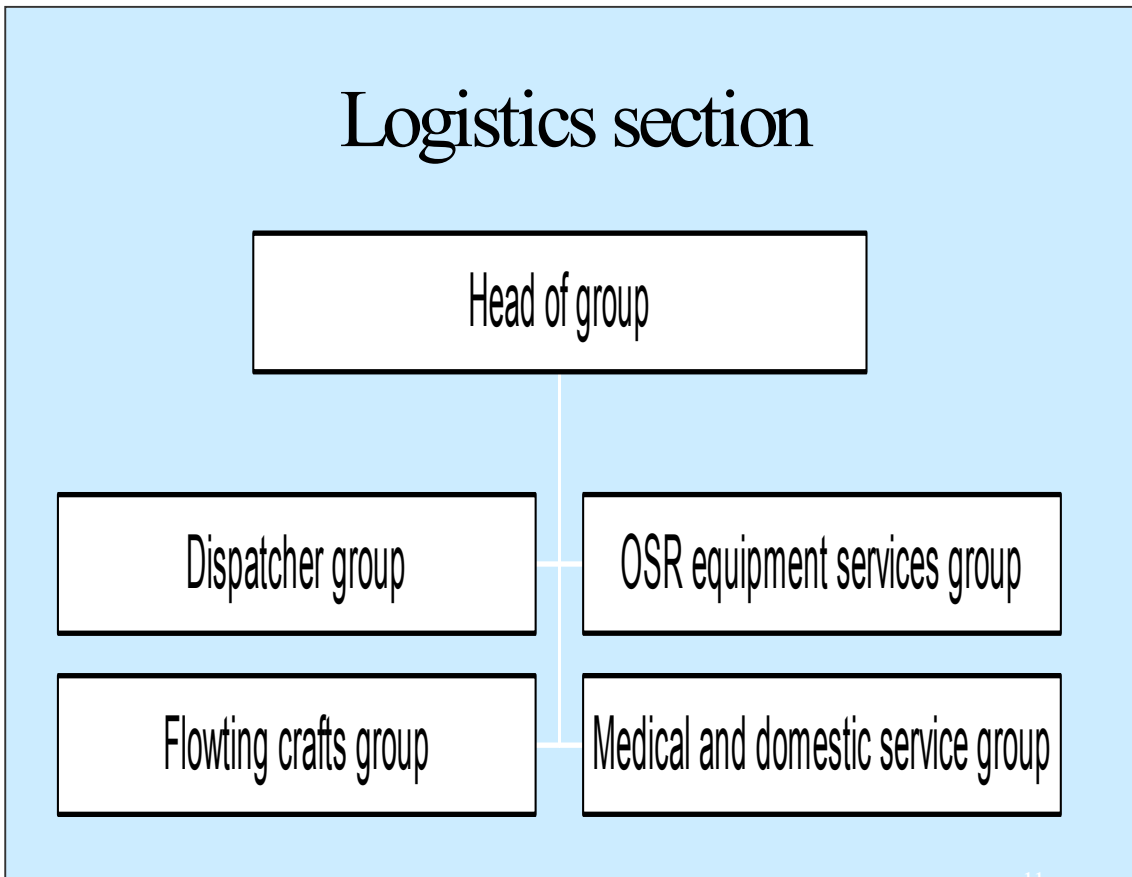 Logistics section
Head of group
Dispatcher group
OSR equipment services group
Flowting crafts group
Medical and domestic service group